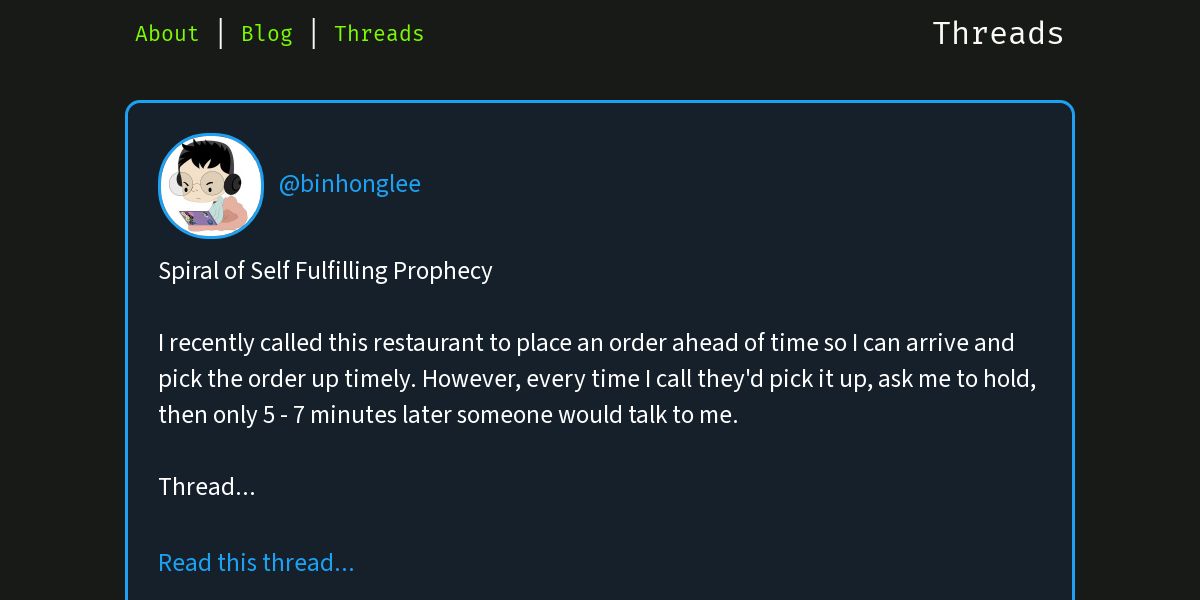 About | Blog | Threads
Threads
@binhonglee
Spiral of Self Fulfilling Prophecy
I recently called this restaurant to place an order ahead of time so I can arrive and
pick the order up timely. However, every time I call they'd pick it up, ask me to hold,
then only 5 - 7 minutes later someone would talk to me.
Thread...
Read this thread...